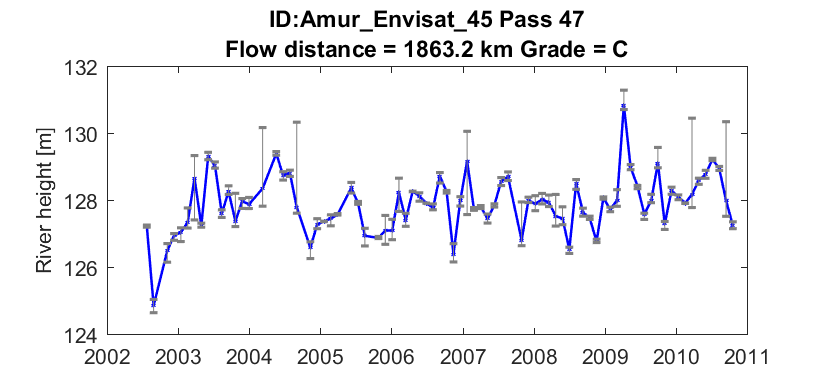 ID:Amur_Envisat_45 Pass 47
Flow distance = 1863.2 km Grade = C
River height [m]
132
130
128
126
124
2002 2003 2004 2005 2006 2007 2008 2009 2010 2011